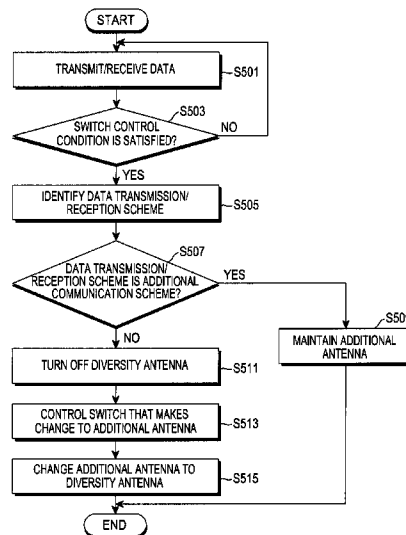 START
TRANSMIT/RECEIVE DATA
S501
S503
SWITCH CONTROL
CONDITION IS SATISFIED?
NO
YES
IDENTIFY DATA TRANSMISSION/
RECEPTION SCHEME
S505
S507
DATA TRANSMISSION/
RECEPTION SCHEME IS ADDITIONAL
COMMUNICATION SCHEME?
YES
NO
S509
MAINTAIN ADDITIONAL
ANTENNA
TURN OFF DIVERSITY ANTENNA
S511
CONTROL SWITCH THAT MAKES
CHANGE TO ADDITIONAL ANTENNA
S513
CHANGE ADDITIONAL ANTENNA TO
DIVERSITY ANTENNA
S515
END